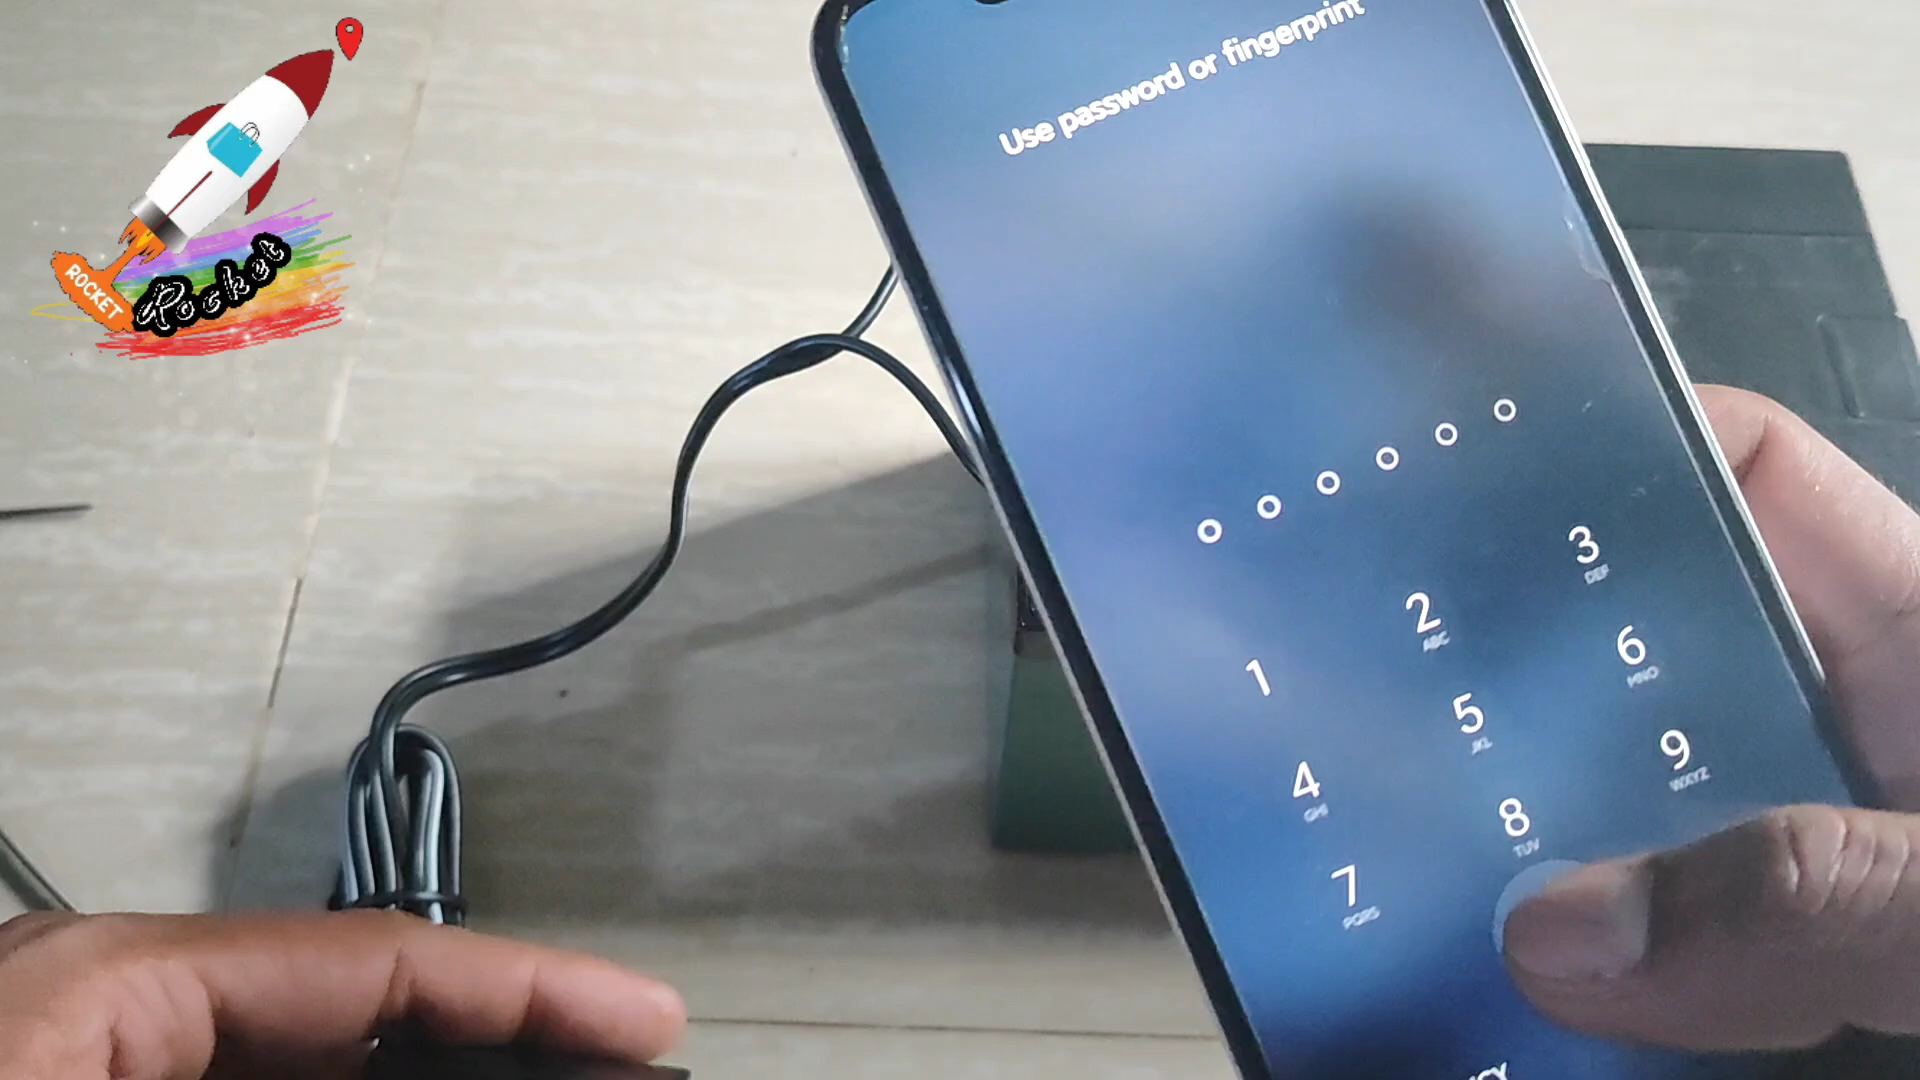 ROCKET
Rocket
Use password or fingerprint
1
2
ABC
3
DEF
4
GHI
5
JKL
6
MNO
7
PQRS
8
TUV
9
WXYZ